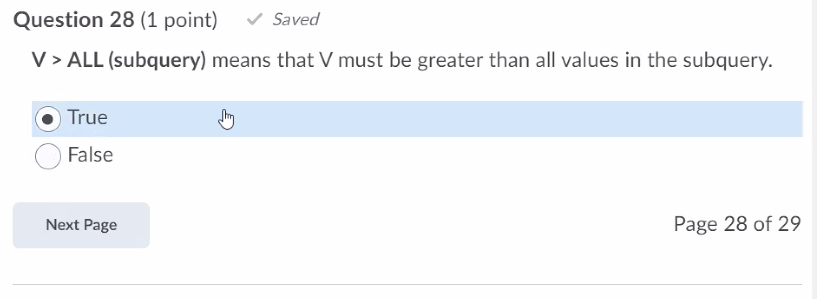 Question 28 (1 point) ✓ Saved
V > ALL (subquery) means that V must be greater than all values in the subquery.
True
False
Next Page
Page 28 of 29